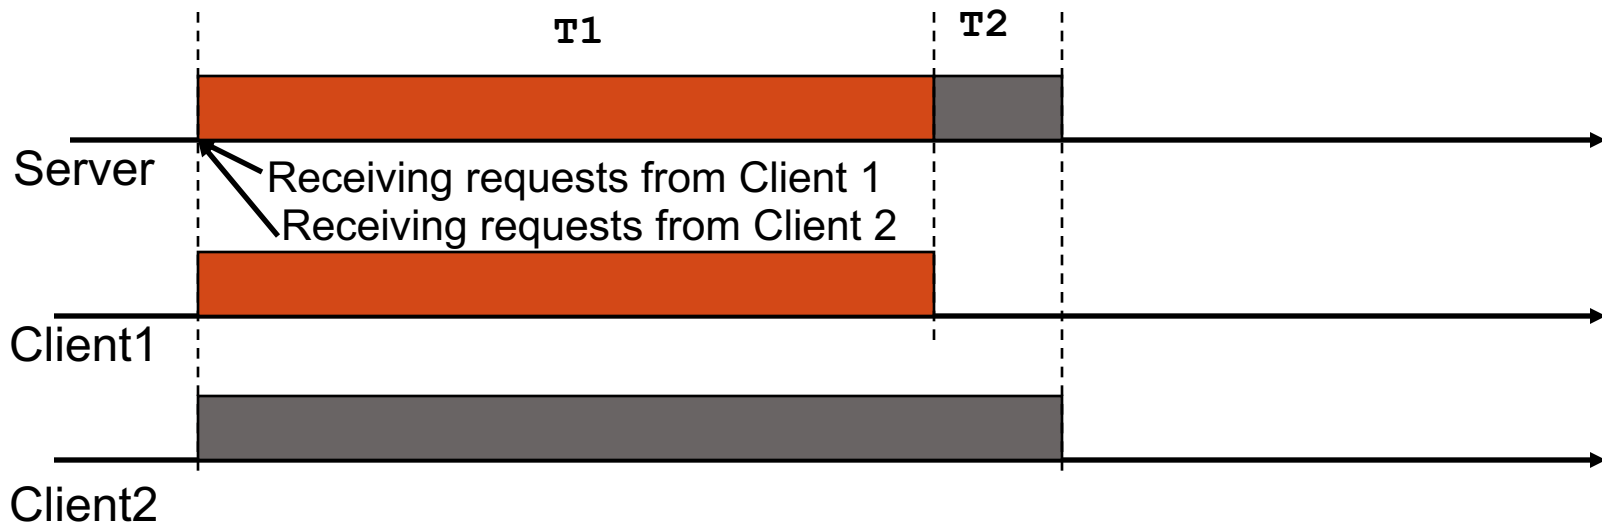 T1
T2
Server
Receiving requests from Client 1
Receiving requests from Client 2
Client1
Client2